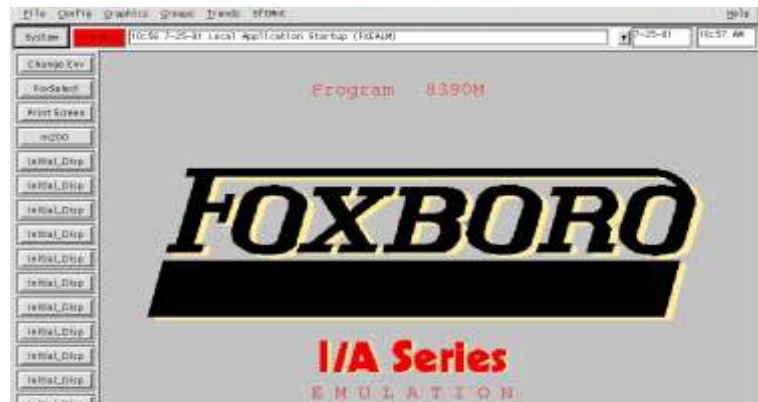 File Config Graphics Groups Trends SftMnt Help
System 10:56 7-25-01 Local Application Startup (FoxEALM) 7-25-01 10:57 AM
Change Env
FoxSelect
Print Screen
Program 8390M
m200
Initial_Disp
Initial_Disp
Initial_Disp
Initial_Disp
FOXBORO
Initial_Disp
Initial_Disp
Initial_Disp
Initial_Disp
I/A Series
Initial_Disp
Initial_Disp
EMULATION